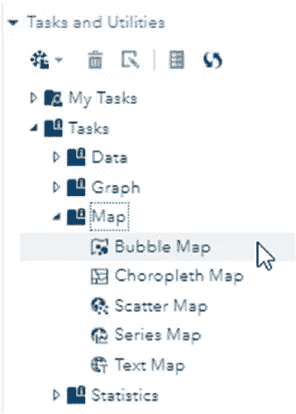 Tasks and Utilities
My Tasks
Tasks
Data
Graph
Map
Bubble Map
Choropleth Map
Scatter Map
Series Map
Text Map
Statistics